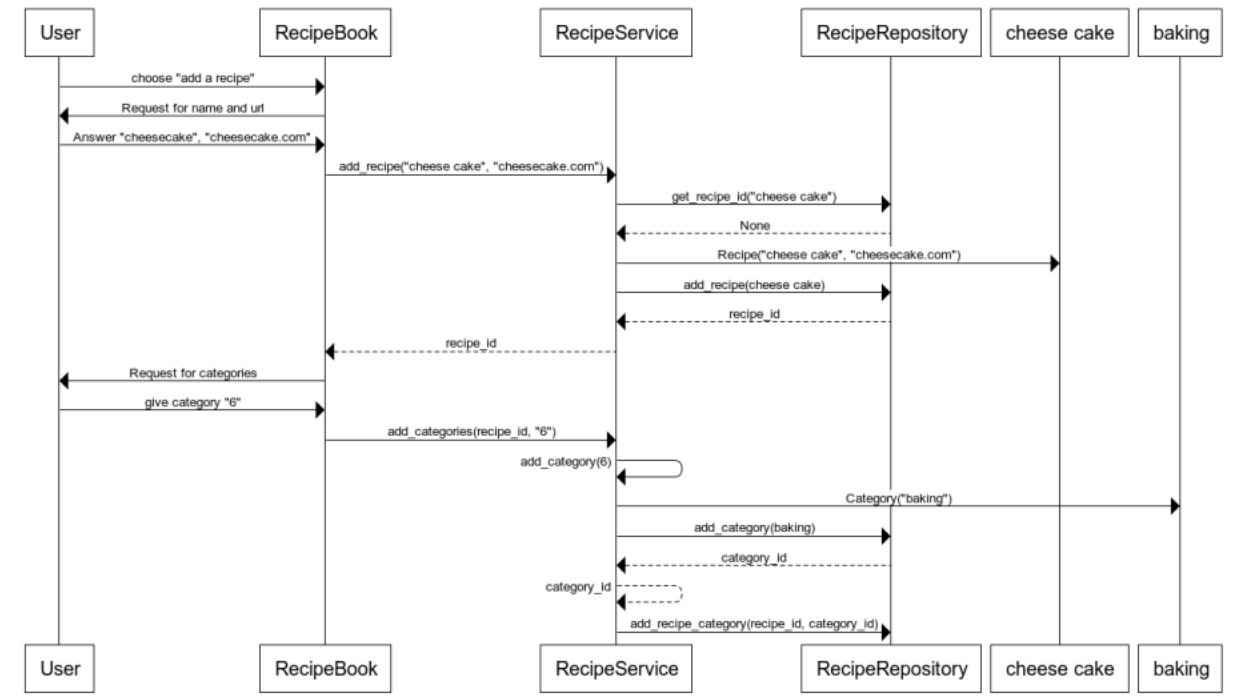 User RecipeBook RecipeService RecipeRepository cheese cake baking
choose "add a recipe"
Request for name and url
Answer "cheesecake", "cheesecake.com"
add_recipe("cheese cake", "cheesecake.com")
get_recipe_id("cheese cake")
None
Recipe("cheese cake", "cheesecake.com")
add_recipe(cheese cake)
recipe_id
recipe_id
Request for categories
give category "6"
add_categories(recipe_id, "6")
add_category(6)
Category("baking")
add_category(baking)
category_id
category_id
add_recipe_category(recipe_id, category_id)
User RecipeBook RecipeService RecipeRepository cheese cake baking